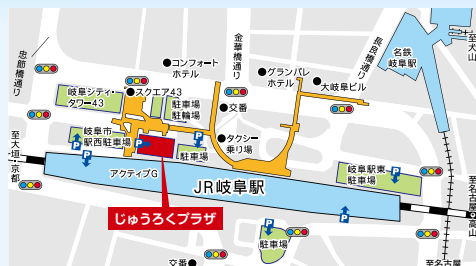 忠節橋通り
コンフォート
ホテル
金華橋通り
グランパレ
ホテル
長良橋通り
大岐阜ビル
名鉄
岐阜駅
至犬山
岐阜シティ・
タワー43
スクエア43
駐車場
駐輪場
交番
岐阜市
駅西駐車場
P
P
P
P
駐車場
タクシー
乗り場
至大垣・京都
アクティブG
JR岐阜駅
岐阜駅東
駐車場
P
至名古屋・高山
じゅうろくプラザ
P
P
駐車場
交番
至名古屋